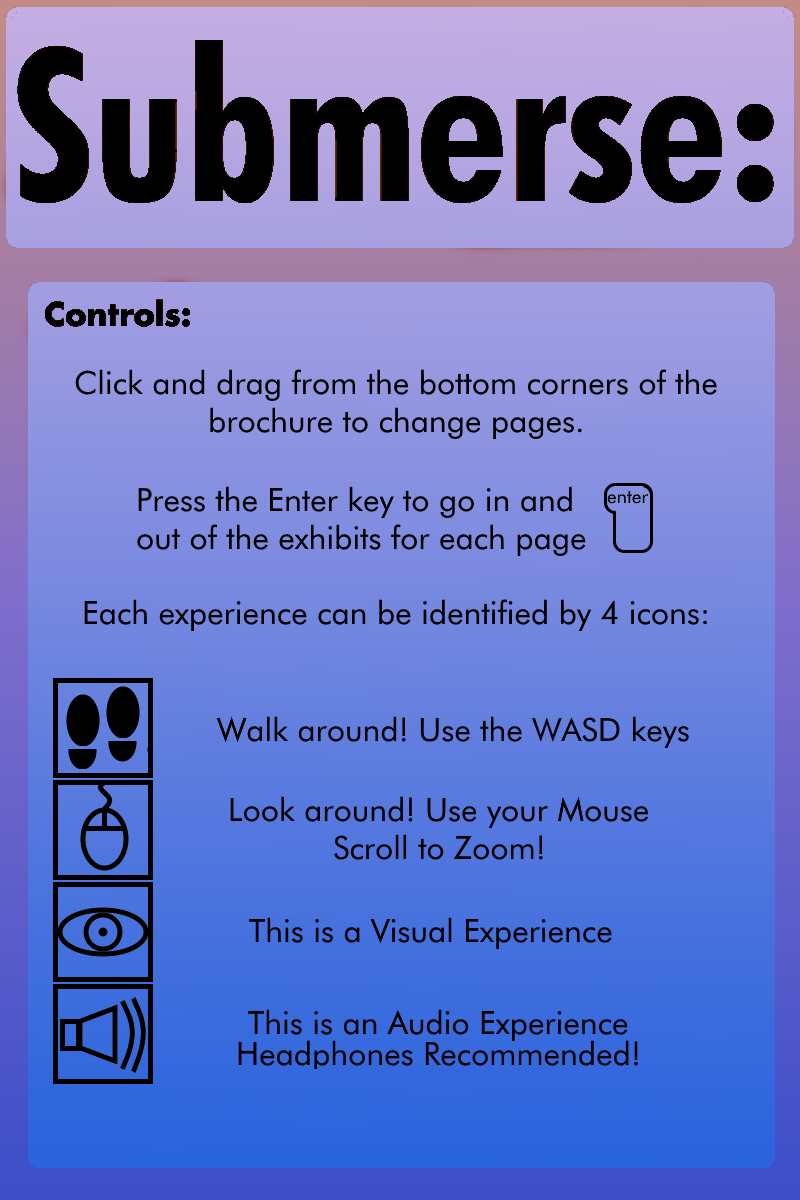 Submerse:
Controls:
Click and drag from the bottom corners of the
brochure to change pages.
Press the Enter key to go in and
out of the exhibits for each page
enter
Each experience can be identified by 4 icons:
Walk around! Use the WASD keys
Look around! Use your Mouse
Scroll to Zoom!
This is a Visual Experience
This is an Audio Experience
Headphones Recommended!